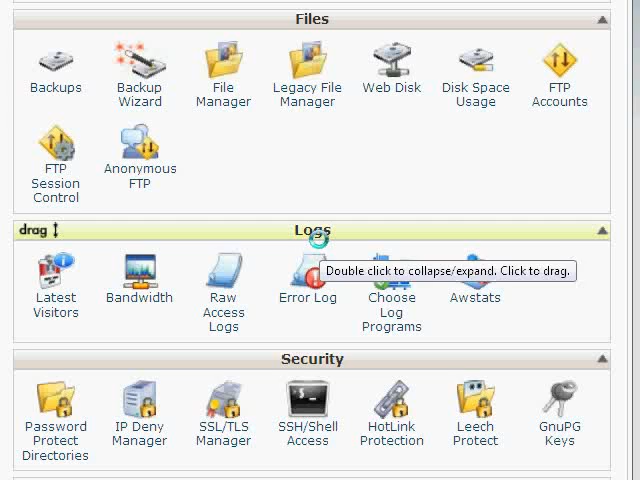 Files
Backups
Backup Wizard
File Manager
Legacy File Manager
Web Disk
Disk Space Usage
FTP Accounts
FTP Session Control
Anonymous FTP
drag
Logs
Double click to collapse/expand. Click to drag.
Latest Visitors
Bandwidth
Raw Access Logs
Error Log
Choose Log Programs
Awstats
Security
Password Protect Directories
IP Deny Manager
SSL/TLS Manager
$-!
SSH/Shell Access
HotLink Protection
Leech Protect
GnuPG Keys